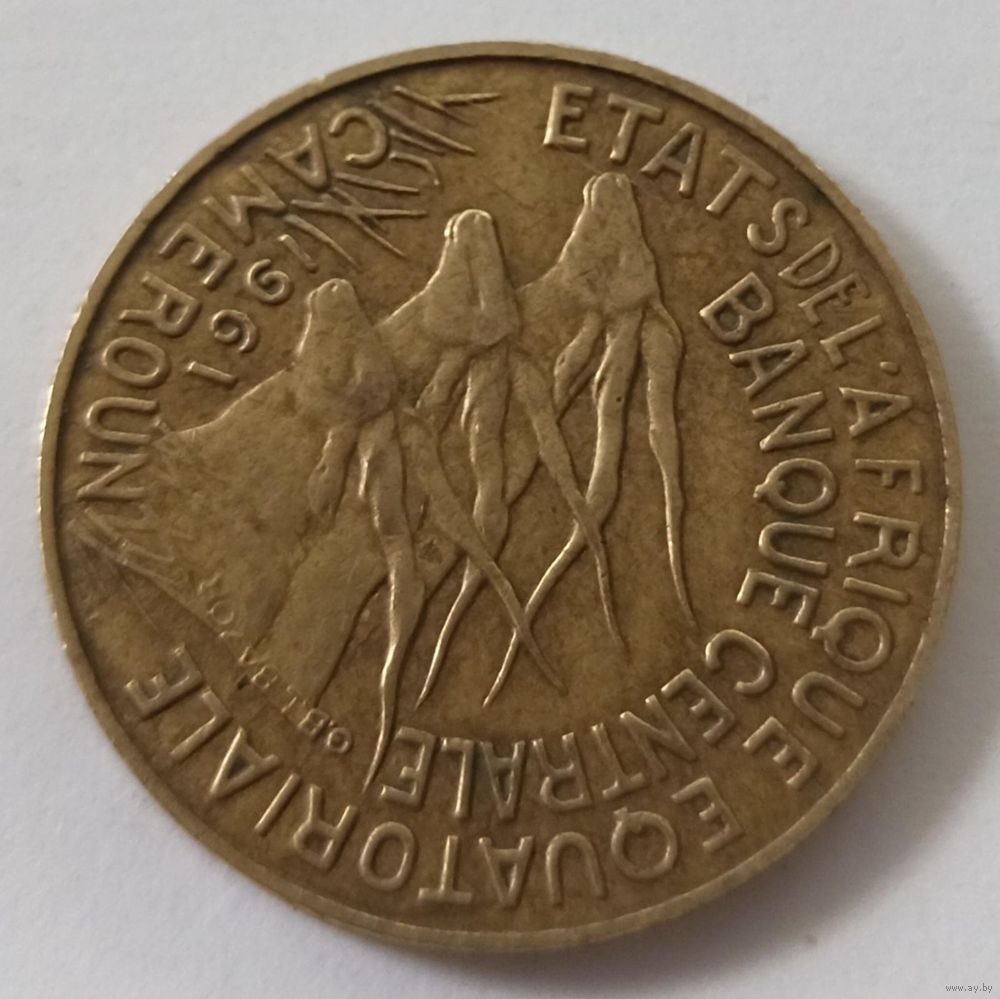 ETATS DE L'AFRIQUE EQUATORIALE
BANQUE CENTRALE
CAMEROUN
1961
G.B.L. BAZOR
www.ay.by